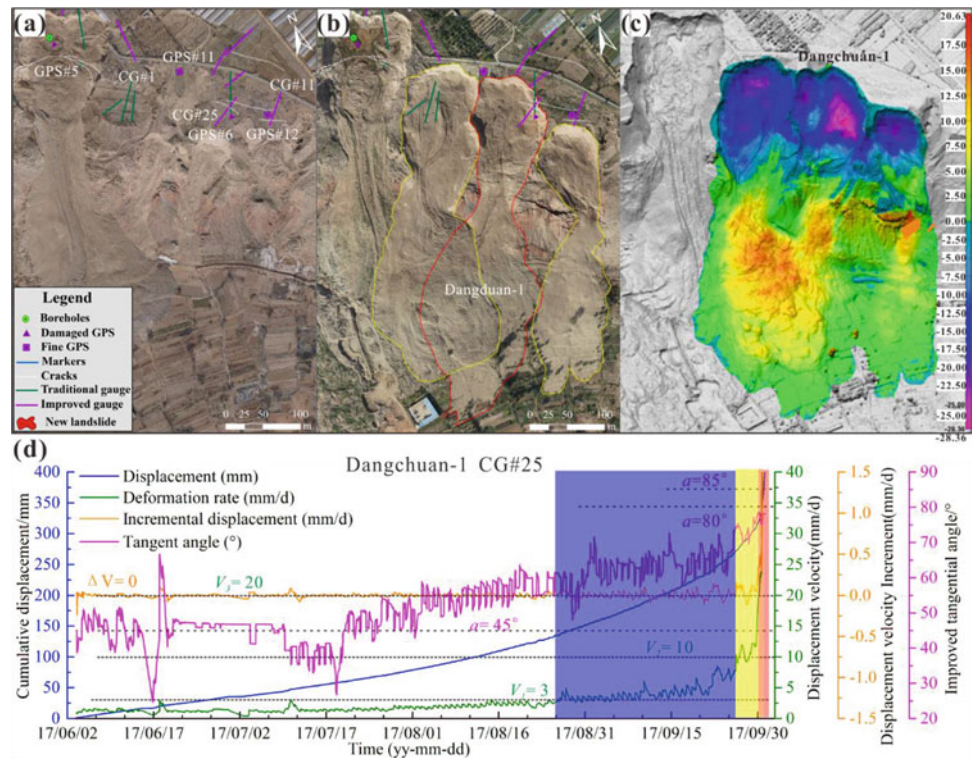 (a)
N
GPS#5
CG#1
GPS#11
CG#11
CG#25
GPS#6
GPS#12
Legend
Boreholes
Damaged GPS
Fine GPS
Markers
Cracks
Traditional gauge
Improved gauge
New landslide
0 25 50 100
m
(b)
N
Dangduan-1
0 25 50 100
m
(c)
Dangchuan-1
20.63
15.00
12.50
10.00
7.50
5.00
2.50
0.00
-2.50
-5.00
-7.50
-10.00
-12.50
-15.00
-17.50
-20.00
-22.50
-25.00
-28.36
(d)
Dangchuan-1 CG#25
Displacement (mm)
Deformation rate (mm/d)
Incremental displacement (mm/d)
Tangent angle (°)
ΔV=0
V3=20
a=45°
V1=3
V2=10
a=80°
a=85°
Cumulative displacement/mm
400
350
300
250
200
150
100
50
0
17/06/02 17/06/17 17/07/02 17/07/17 17/08/01 17/08/16 17/08/31 17/09/15 17/09/30
Time (yy-mm-dd)
40
35
30
25
20
15
10
5
0
Displacement velocity(mm/d)
1.5
1.0
0.5
0.0
-0.5
-1.0
-1.5
Displacement velocity Increment(mm/d)
90
80
70
60
50
40
30
20
Improved tangential angle/°